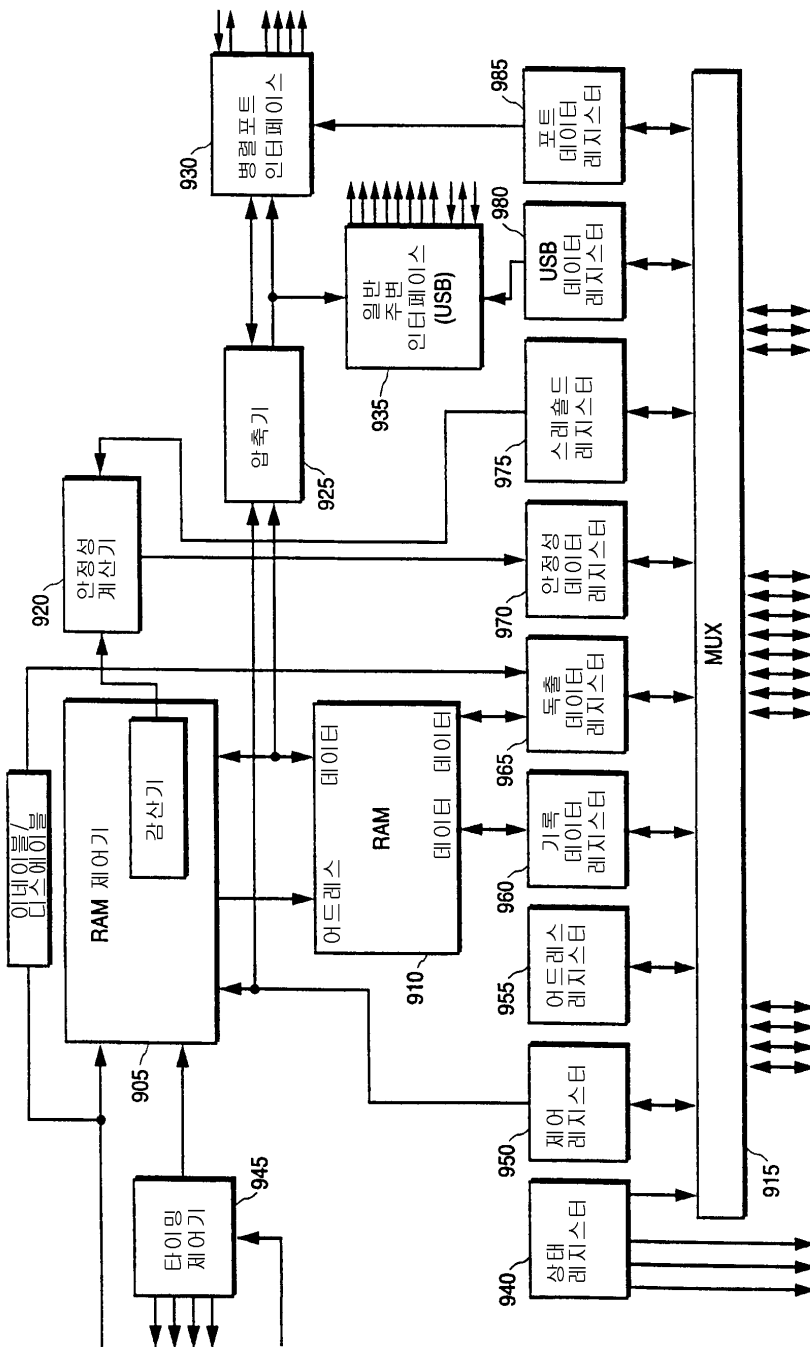 이네이블/
디스에이블
RAM 제어기
감산기
905
타이밍
제어기
945
안정성
계산기
920
압축기
925
병렬포트
인터페이스
930
일반
주변
인터페이스
(USB)
935
어드레스
데이터
RAM
데이터
데이터
910
상태
레지스터
940
제어
레지스터
950
어드레스
레지스터
955
기록
데이터
레지스터
960
독출
데이터
레지스터
965
안정성
데이터
레지스터
970
스레숄드
레지스터
975
USB
데이터
레지스터
980
포트
데이터
레지스터
985
MUX
915